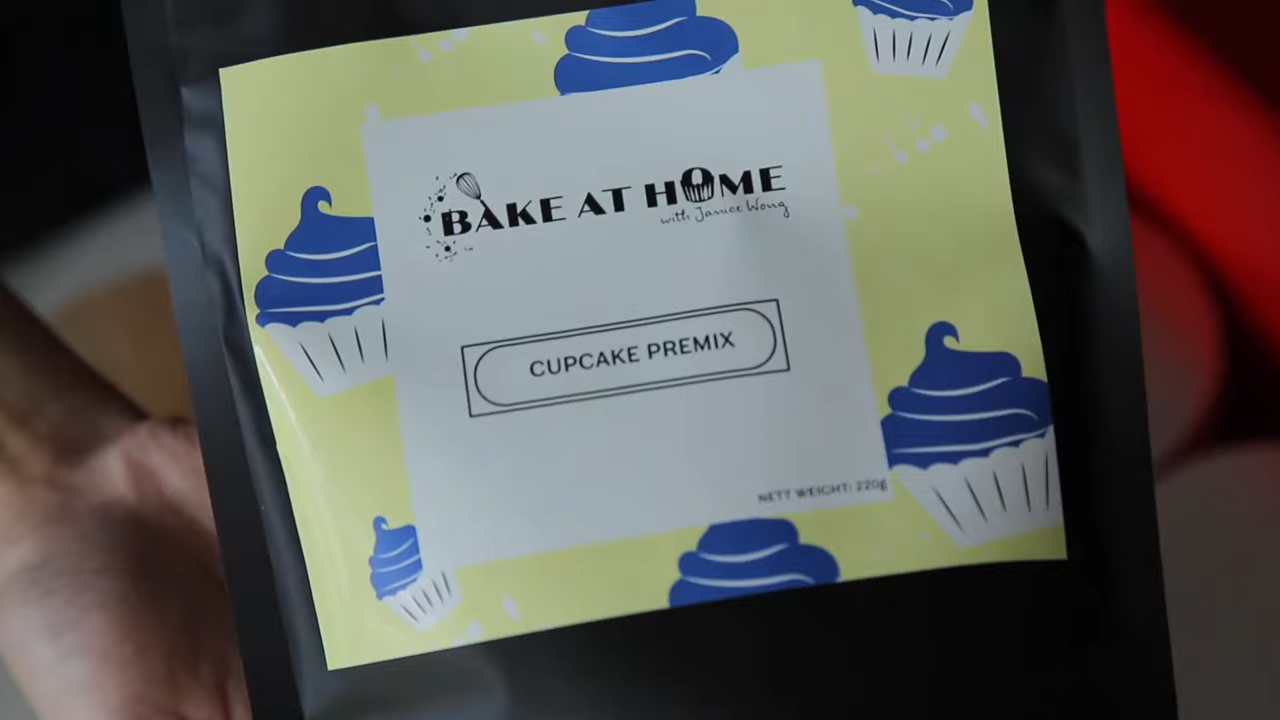 BAKE AT HOME
with Janice Wong
CUPCAKE PREMIX
NETT WEIGHT: 220g